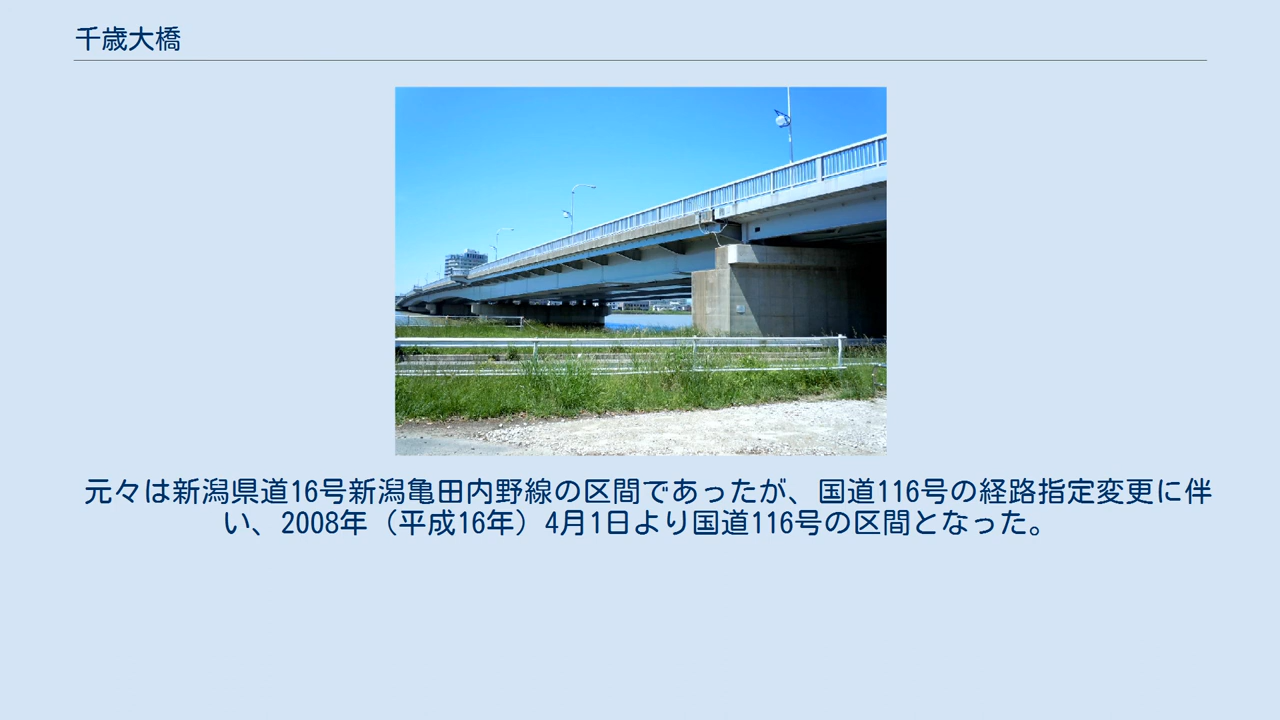 千歳大橋
元々は新潟県道16号新潟亀田内野線の区間であったが、国道116号の経路指定変更に伴
い、2008年（平成16年）4月1日より国道116号の区間となった。